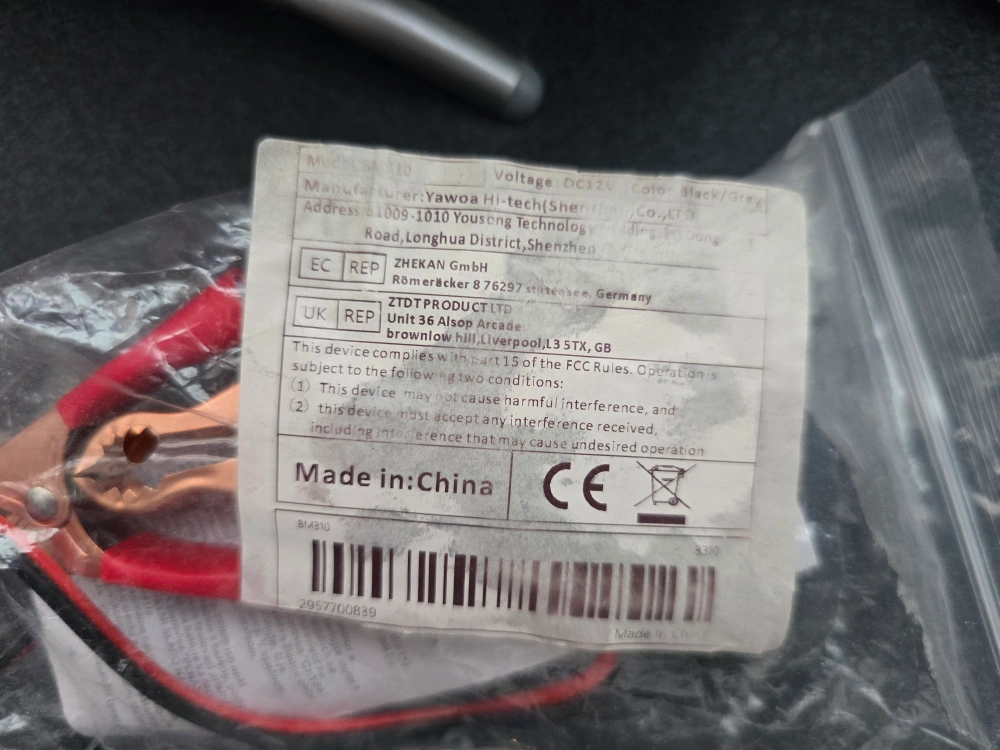 Voltage: DC12V Color: Black/Grey
Manufacturer:Yawoa Hi-tech(Shenzhen)Co.,LTD
Address: 1009-1010 Yousong Technology
Road,Longhua District,Shenzhen
EC REP
ZHEKAN GmbH
Römeräcker 8 76297 stutensee, Germany
UK REP
ZTDT PRODUCT LTD
Unit 36 Alsop Arcade
brownlow hill,Liverpool,L3 5TX, GB
This device complies with part 15 of the FCC Rules. Operation is
subject to the following two conditions:
(1) This device may not cause harmful interference, and
(2) this device must accept any interference received,
including interference that may cause undesired operation
Made in:China
CE
BM310
2957700839
Made in China